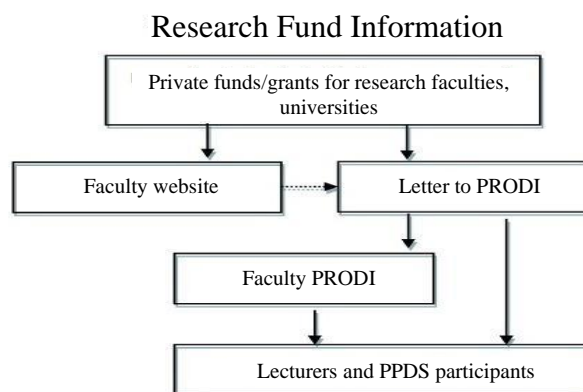 Research Fund Information
Private funds/grants for research faculties,
universities
Faculty website
Letter to PRODI
Faculty PRODI
Lecturers and PPDS participants